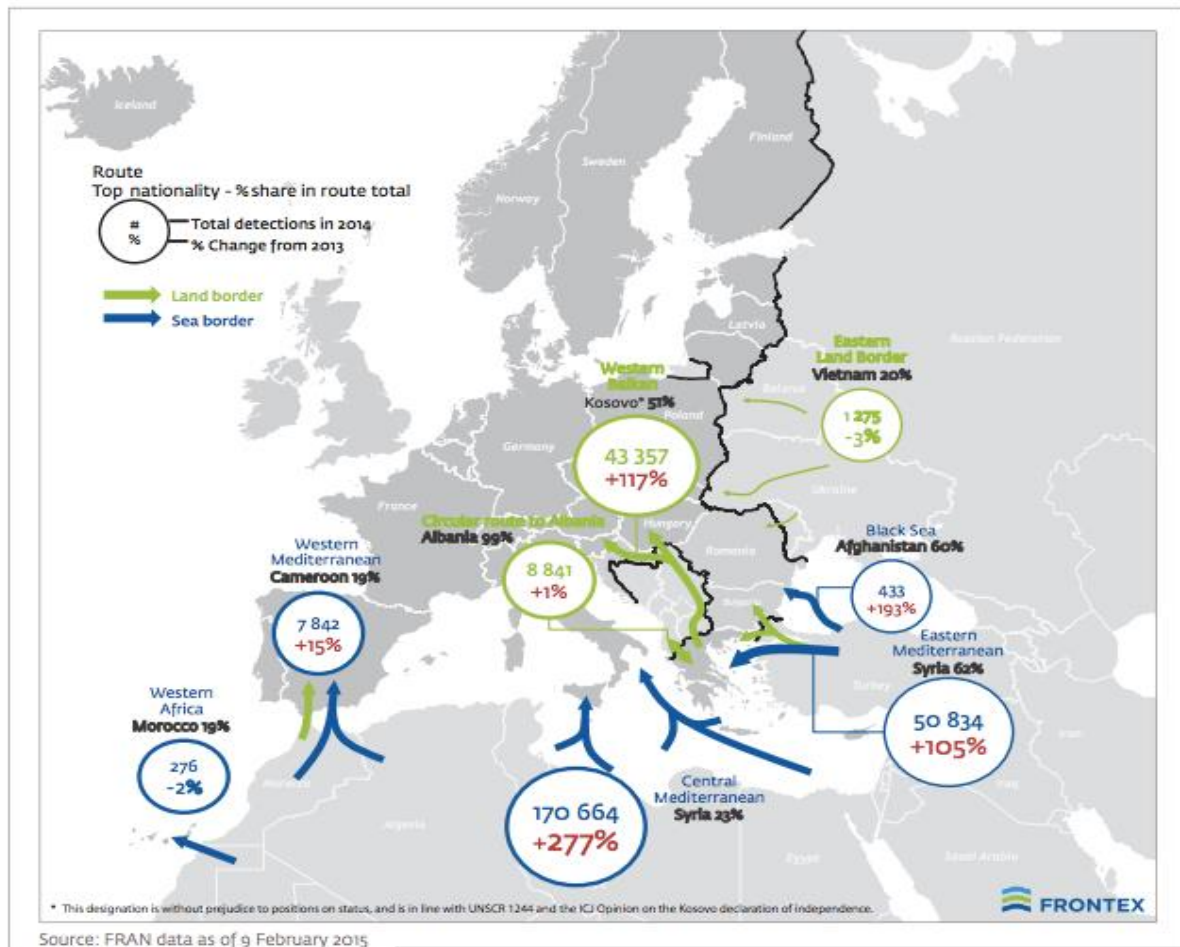 Iceland
Finland
Sweden
Norway
Route
Top nationality - % share in route total
#
%
Total detections in 2014
% Change from 2013
Land border
Sea border
Latvia
Russian Federation
Eastern
Land Border
Vietnam 20%
Western
Balkan
Kosovo* 51%
Belarus
Poland
1 275
-3%
Germany
43 357
+117%
Ukraine
France
Circular route to Albania
Albania 99%
Hungary
Romania
Black Sea
Afghanistan 60%
Western
Mediterranean
Cameroon 19%
8 841
+1%
433
+193%
Bulgaria
7 842
+15%
Eastern
Mediterranean
Syria 62%
Turkey
Western
Africa
Morocco 19%
50 834
+105%
Iran
276
-2%
Morocco
Central
Mediterranean
Syria 23%
Iraq
170 664
+277%
Algeria
Egypt
Saudi Arabia
* This designation is without prejudice to positions on status, and is in line with UNSCR 1244 and the ICJ Opinion on the Kosovo declaration of independence.
FRONTEX
Source: FRAN data as of 9 February 2015